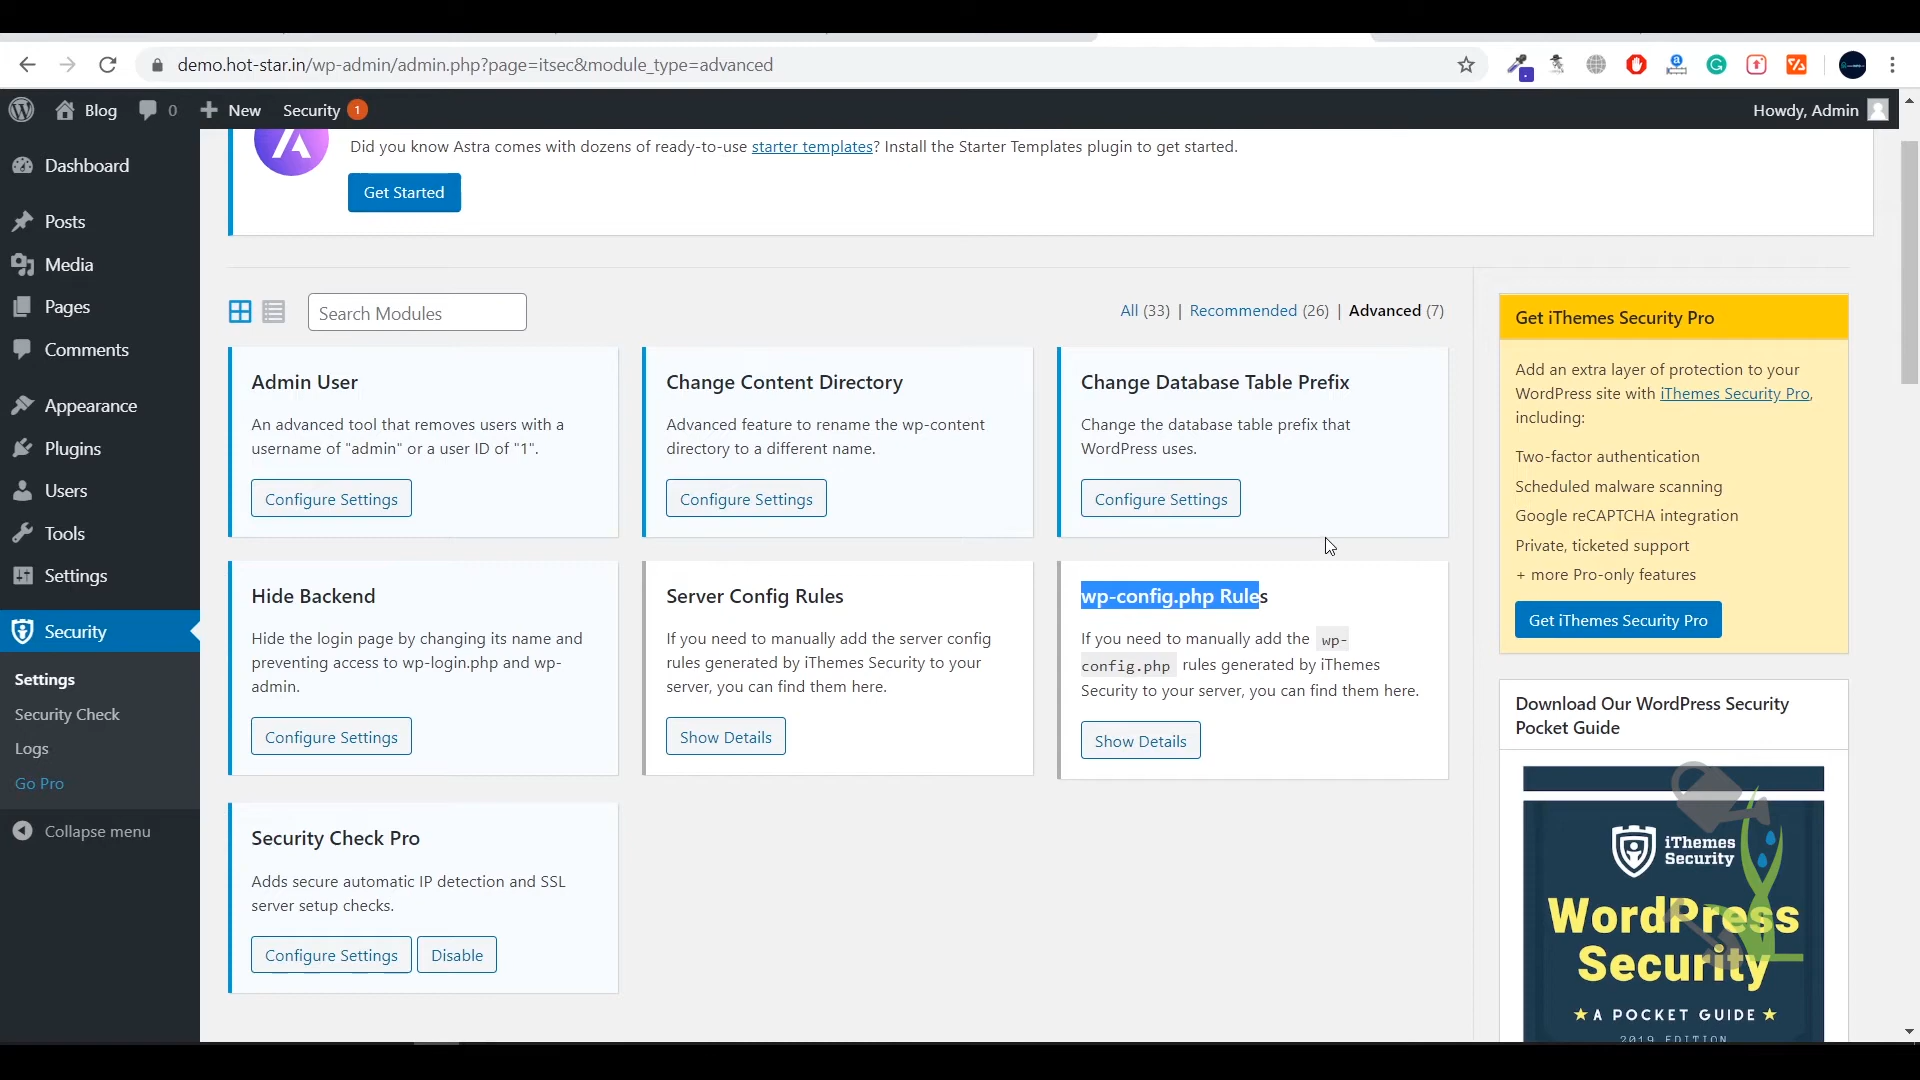 demo.hot-star.in/wp-admin/admin.php?page=itsec&module_type=advanced
Blog 0 New Security 1 Howdy, Admin
Did you know Astra comes with dozens of ready-to-use starter templates? Install the Starter Templates plugin to get started.
Get Started
Dashboard
Posts
Media
Pages
Comments
Appearance
Plugins
Users
Tools
Settings
Security
Settings
Security Check
Logs
Go Pro
Collapse menu
Search Modules
All (33) | Recommended (26) | Advanced (7)
Admin User
An advanced tool that removes users with a
username of "admin" or a user ID of "1".
Configure Settings
Change Content Directory
Advanced feature to rename the wp-content
directory to a different name.
Configure Settings
Change Database Table Prefix
Change the database table prefix that
WordPress uses.
Configure Settings
Hide Backend
Hide the login page by changing its name and
preventing access to wp-login.php and wp-
admin.
Configure Settings
Server Config Rules
If you need to manually add the server config
rules generated by iThemes Security to your
server, you can find them here.
Show Details
wp-config.php Rules
If you need to manually add the wp-
config.php rules generated by iThemes
Security to your server, you can find them here.
Show Details
Security Check Pro
Adds secure automatic IP detection and SSL
server setup checks.
Configure Settings Disable
Get iThemes Security Pro
Add an extra layer of protection to your
WordPress site with iThemes Security Pro,
including:
Two-factor authentication
Scheduled malware scanning
Google reCAPTCHA integration
Private, ticketed support
+ more Pro-only features
Get iThemes Security Pro
Download Our WordPress Security
Pocket Guide
iThemes
Security
WordPress
Security
A POCKET GUIDE
2019 EDITION